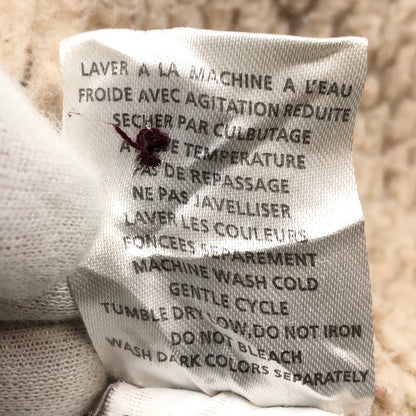 LAVER A LA MACHINE A L'EAU
FROIDE AVEC AGITATION REDUITE
SECHER PAR CULBUTAGE
TEMPERATURE
PAS DE REPASSAGE
NE PAS JAVELLISER
LAVER LES COULEURS
FONCEES SEPAREMENT
MACHINE WASH COLD
GENTLE CYCLE
TUMBLE DRY LOW, DO NOT IRON
DO NOT BLEACH
WASH DARK COLORS SEPARATELY